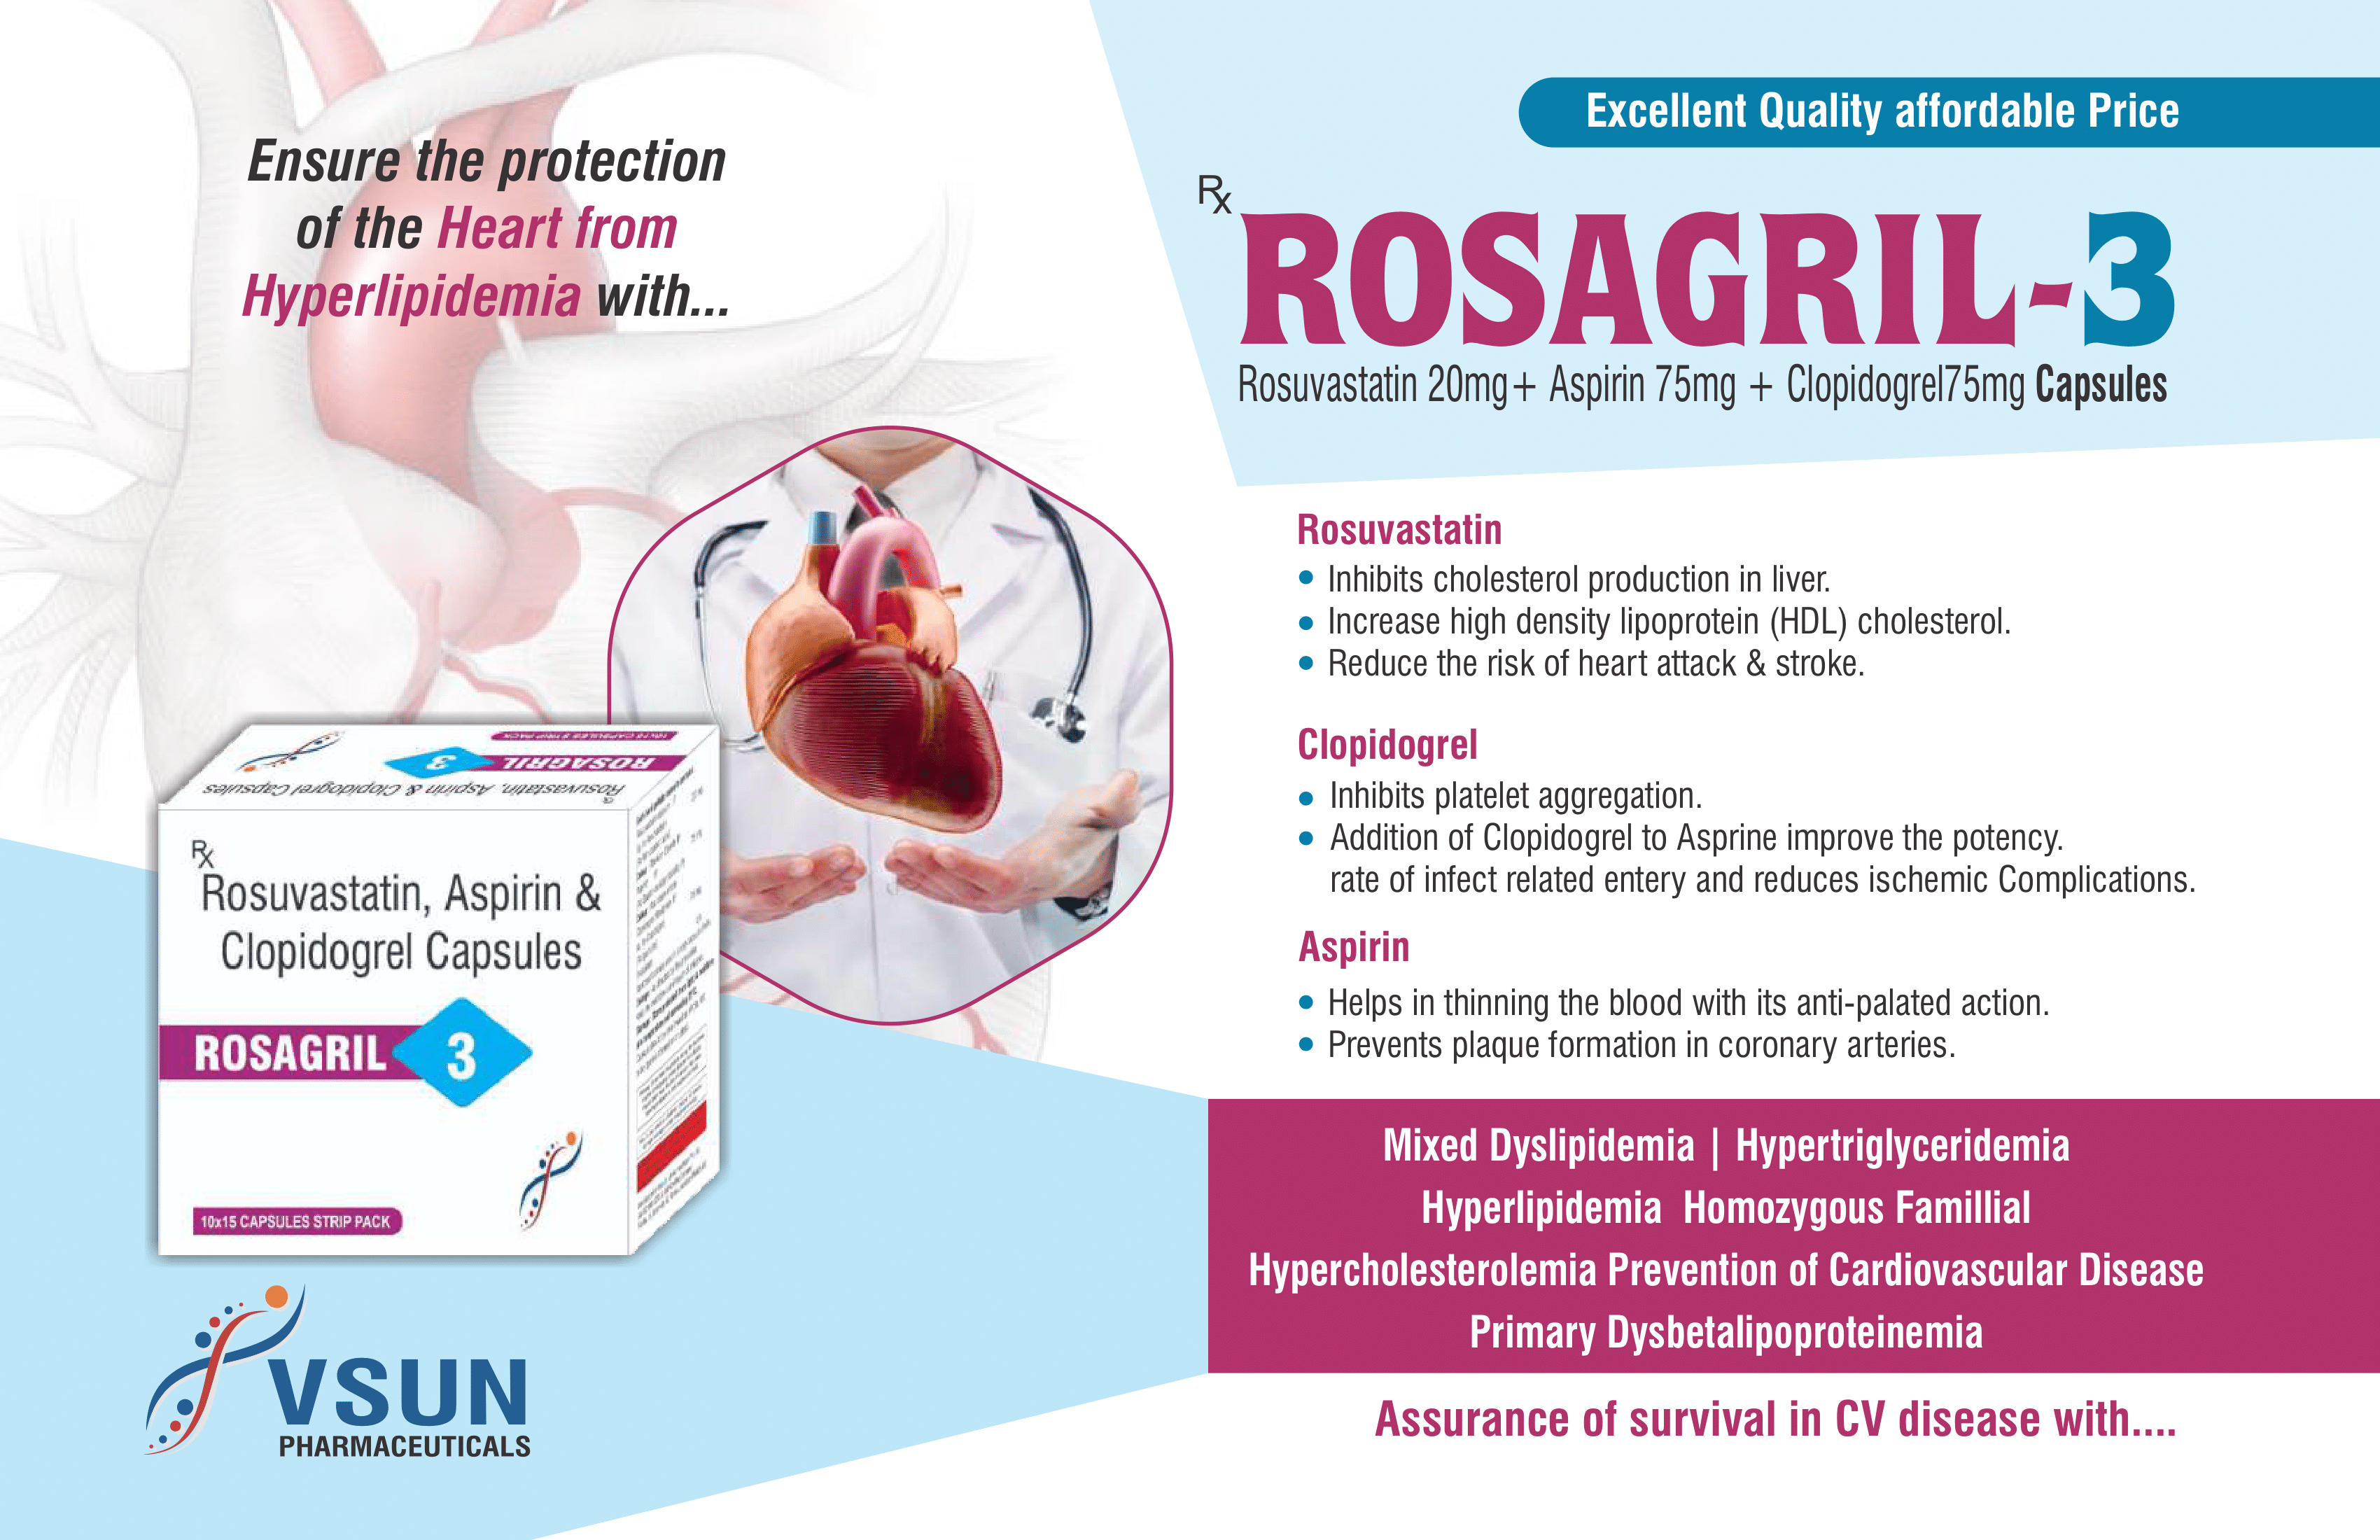 Ensure the protection
of the Heart from
Hyperlipidemia with...
Excellent Quality affordable Price
Rx
ROSAGRIL-3
Rosuvastatin 20mg+ Aspirin 75mg + Clopidogrel75mg Capsules
Rosuvastatin
• Inhibits cholesterol production in liver.
• Increase high density lipoprotein (HDL) cholesterol.
• Reduce the risk of heart attack & stroke.
Clopidogrel
• Inhibits platelet aggregation.
• Addition of Clopidogrel to Asprine improve the potency.
rate of infect related entery and reduces ischemic Complications.
Aspirin
• Helps in thinning the blood with its anti-palated action.
• Prevents plaque formation in coronary arteries.
Mixed Dyslipidemia | Hypertriglyceridemia
Hyperlipidemia Homozygous Famillial
Hypercholesterolemia Prevention of Cardiovascular Disease
Primary Dysbetalipoproteinemia
Assurance of survival in CV disease with....
10x15 CAPSULES STRIP PACK
ROSAGRIL 3
Rosuvastatin, Aspirin & Clopidogrel Capsules
Rx
Rosuvastatin, Aspirin &
Clopidogrel Capsules
ROSAGRIL 3
10x15 CAPSULES STRIP PACK
VSUN
PHARMACEUTICALS